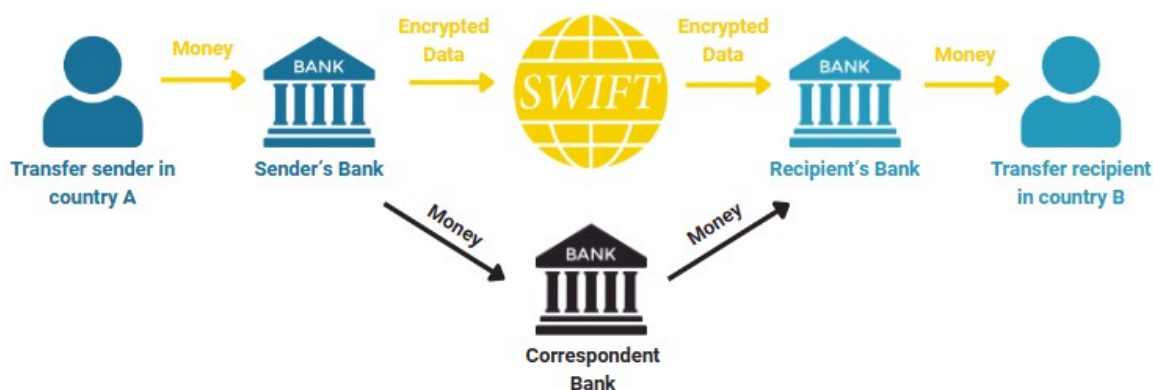 Money
Encrypted
Data
Encrypted
Data
Money
BANK
SWIFT
BANK
Transfer sender in
country A
Sender's Bank
Recipient's Bank
Transfer recipient
in country B
Money
Money
BANK
Correspondent
Bank